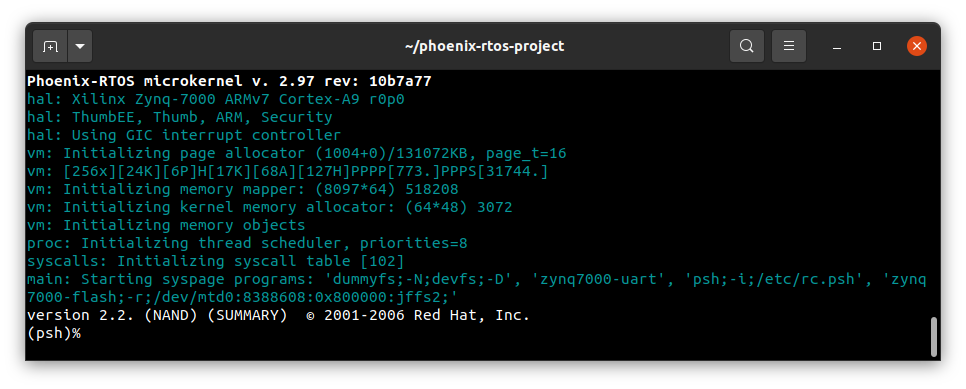 ~/phoenix-rtos-project
Phoenix-RTOS microkernel v. 2.97 rev: 10b7a77
hal: Xilinx Zynq-7000 ARMv7 Cortex-A9 r0p0
hal: ThumbEE, Thumb, ARM, Security
hal: Using GIC interrupt controller
vm: Initializing page allocator (1004+0)/131072KB, page_t=16
vm: [256x][24K][6P]H[17K][68A][127H]PPPP[773.]PPPS[31744.]
vm: Initializing memory mapper: (8097*64) 518208
vm: Initializing kernel memory allocator: (64*48) 3072
vm: Initializing memory objects
proc: Initializing thread scheduler, priorities=8
syscalls: Initializing syscall table [102]
main: Starting syspage programs: 'dummyfs;-N;devfs;-D', 'zynq7000-uart', 'psh;-i;/etc/rc.psh', 'zynq
7000-flash;-r;/dev/mtd0:8388608:0x800000:jffs2;'
version 2.2. (NAND) (SUMMARY)  © 2001-2006 Red Hat, Inc.
(psh)%